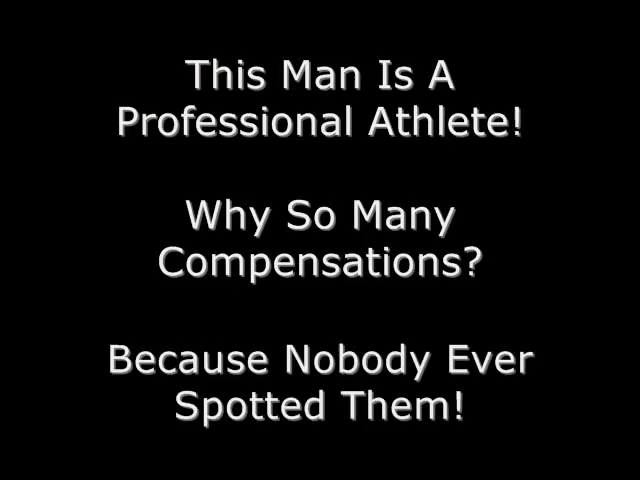 This Man Is A
Professional Athlete!
Why So Many
Compensations?
Because Nobody Ever
Spotted Them!